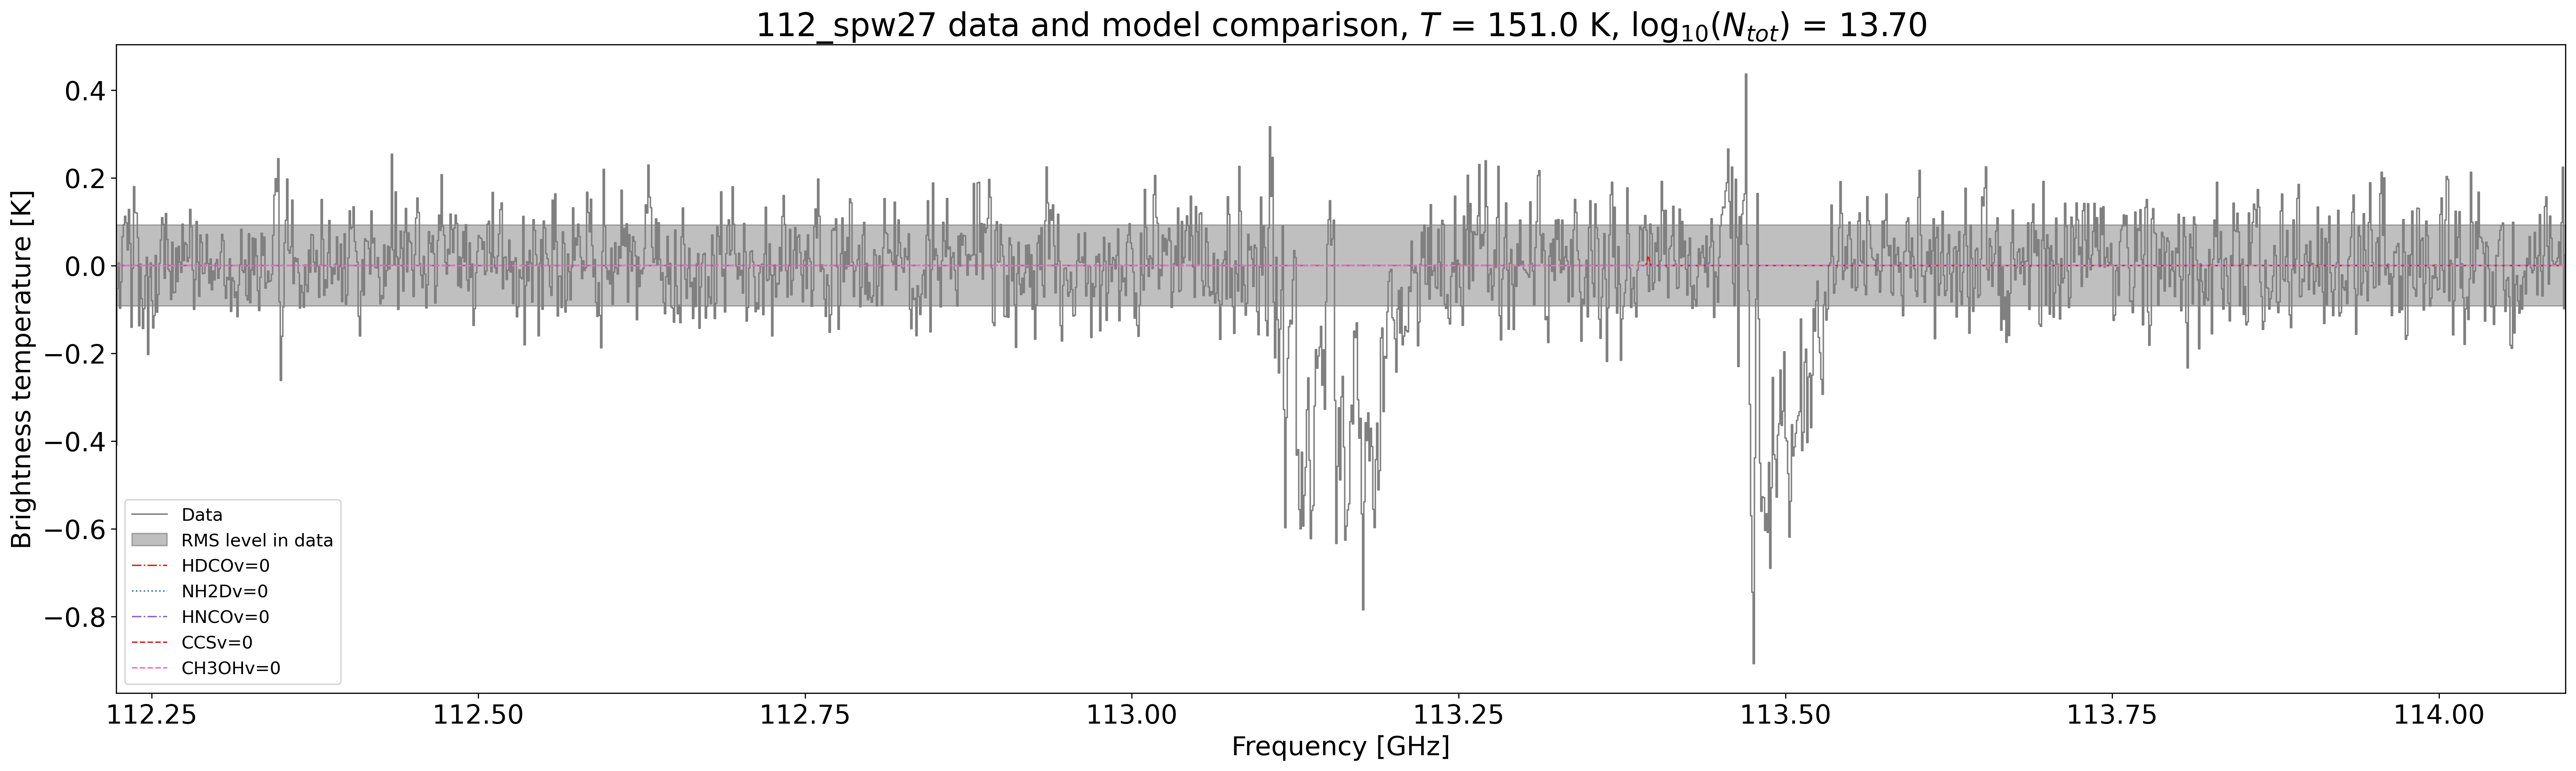 112_spw27 data and model comparison, T = 151.0 K, log₁₀(Nₜₒₜ) = 13.70
Brightness temperature [K]
0.4
0.2
0.0
−0.2
−0.4
−0.6
−0.8
Data
RMS level in data
HDCOv=0
NH2Dv=0
HNCOv=0
CCSv=0
CH3OHv=0
112.25 112.50 112.75 113.00 113.25 113.50 113.75 114.00
Frequency [GHz]